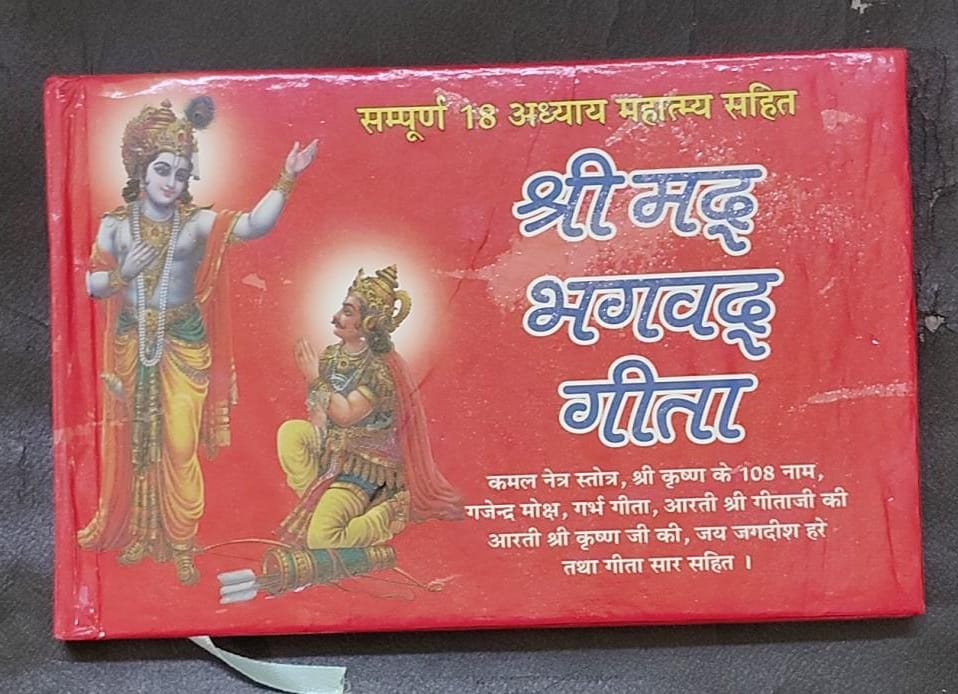 सम्पूर्ण 18 अध्याय महात्म्य सहित
श्री मद्
भगवद्
गीता
कमल नेत्र स्तोत्र, श्री कृष्ण के 108 नाम,
गजेन्द्र मोक्ष, गर्भ गीता, आरती श्री गीताजी की
आरती श्री कृष्ण जी की, जय जगदीश हरे
तथा गीता सार सहित ।